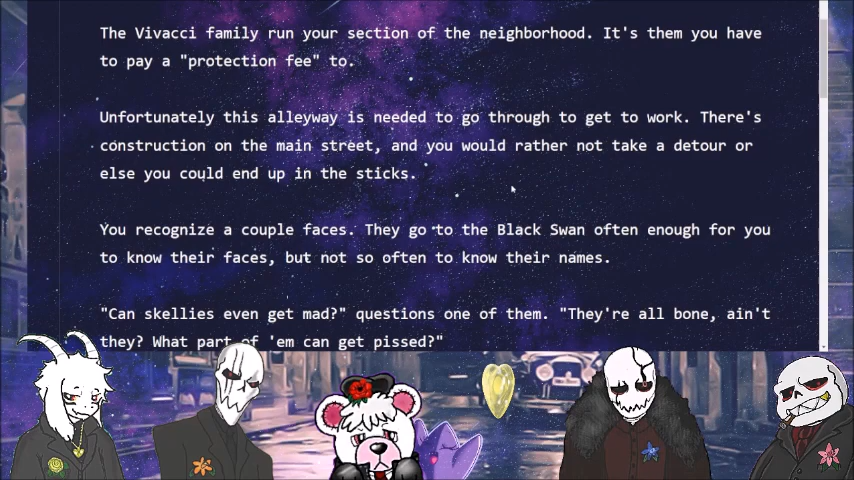 The Vivacci family run your section of the neighborhood. It's them you have
to pay a "protection fee" to.
Unfortunately this alleyway is needed to go through to get to work. There's
construction on the main street, and you would rather not take a detour or
else you could end up in the sticks.
You recognize a couple faces. They go to the Black Swan often enough for you
to know their faces, but not so often to know their names.
"Can skellies even get mad?" questions one of them. "They're all bone, ain't
they? What part of 'em can get pissed?"